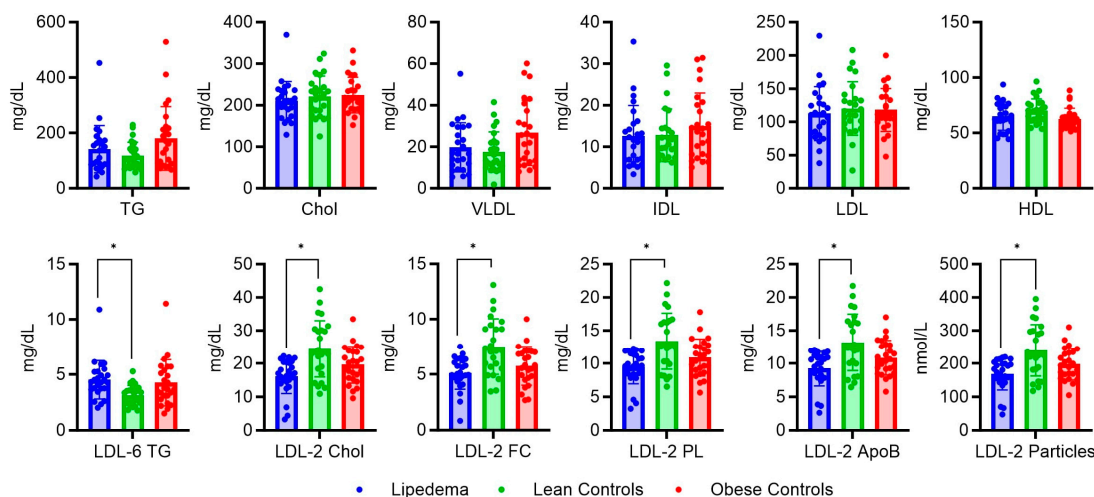 600
400
200
0
mg/dL
TG
400
300
200
100
0
mg/dL
Chol
80
60
40
20
0
mg/dL
VLDL
40
30
20
10
0
mg/dL
IDL
250
200
150
100
50
0
mg/dL
LDL
150
100
50
0
mg/dL
HDL
15
10
5
0
mg/dL
*
LDL-6 TG
50
40
30
20
10
0
mg/dL
*
LDL-2 Chol
15
10
5
0
mg/dL
*
LDL-2 FC
25
20
15
10
5
0
mg/dL
*
LDL-2 PL
25
20
15
10
5
0
mg/dL
*
LDL-2 ApoB
500
400
300
200
100
0
nmol/L
*
LDL-2 Particles
Lipedema Lean Controls Obese Controls